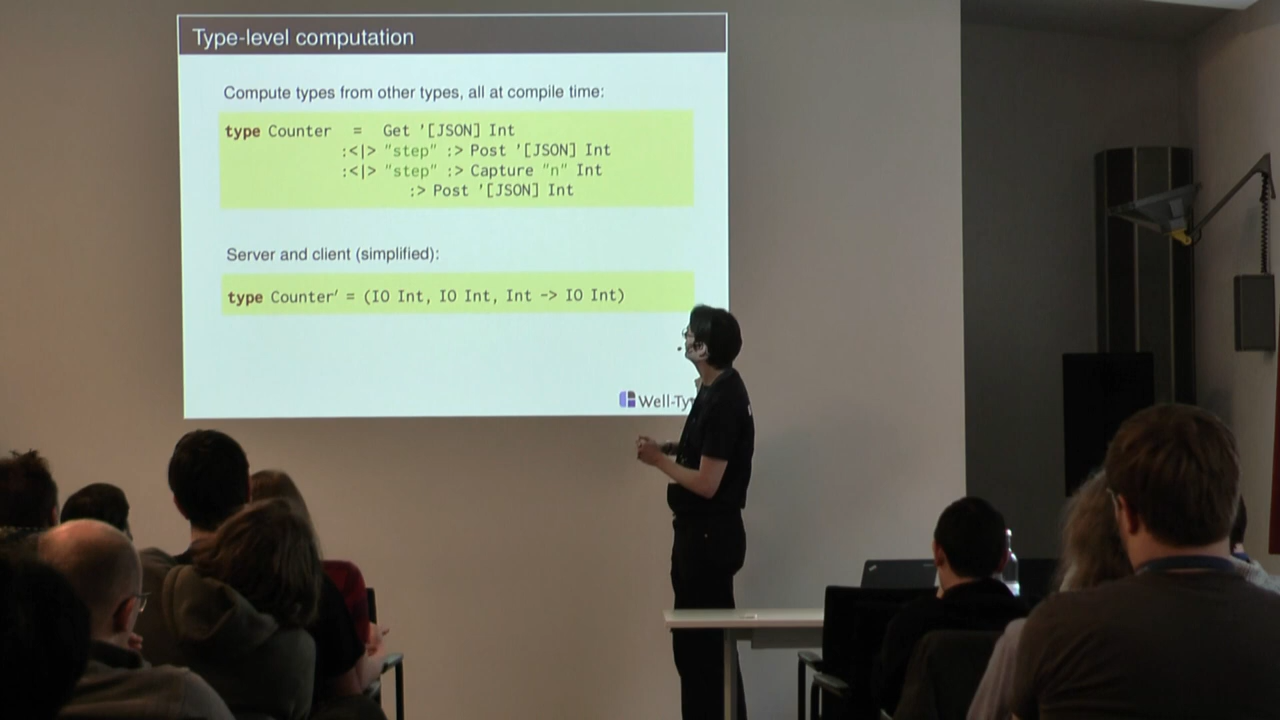 Type-level computation
Compute types from other types, all at compile time:
type Counter = Get '[JSON] Int
:<|> "step" :> Post '[JSON] Int
:<|> "step" :> Capture "n" Int
:> Post '[JSON] Int
Server and client (simplified):
type Counter′ = (IO Int, IO Int, Int -> IO Int)
Well-Ty